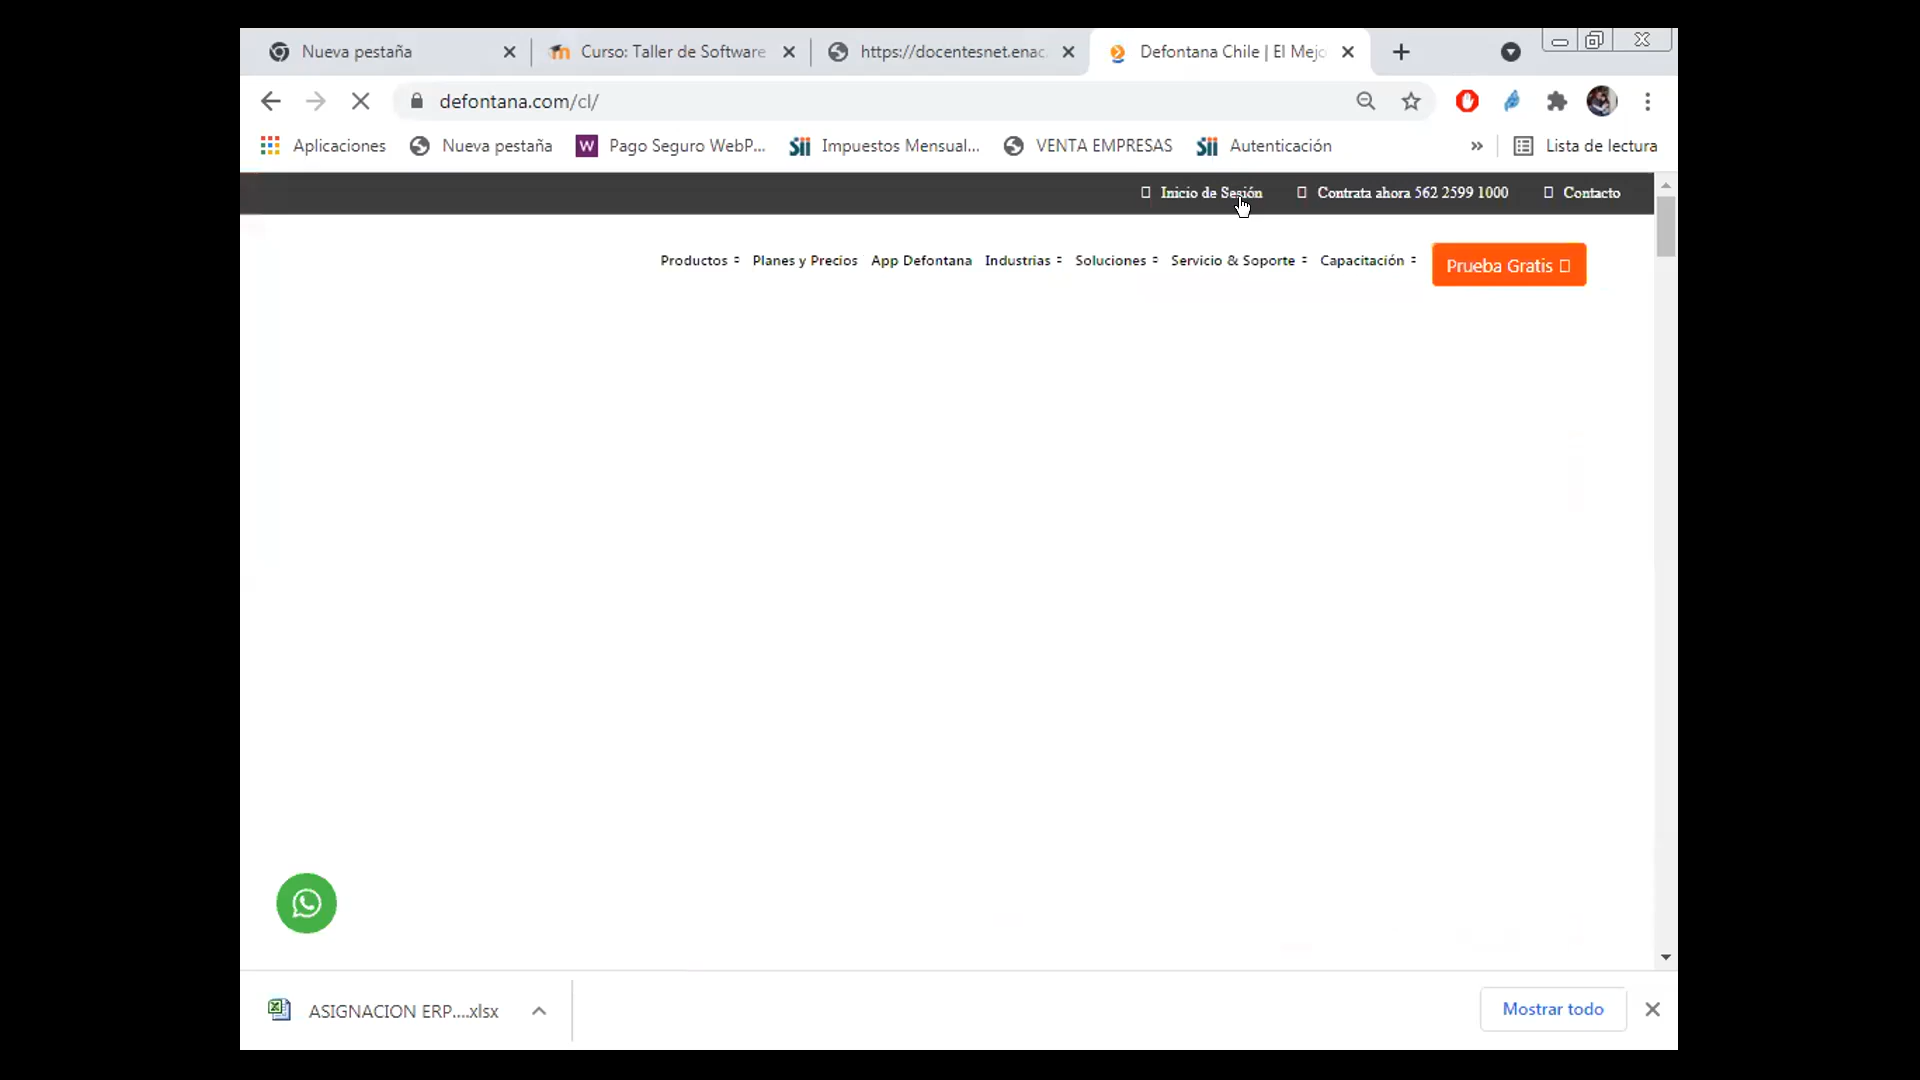 Nueva pestaña
Curso: Taller de Software
https://docentesnet.enac
Defontana Chile | El Mejo
defontana.com/cl/
Aplicaciones
Nueva pestaña
W
Pago Seguro WebP...
Sii
Impuestos Mensual...
VENTA EMPRESAS
Sii
Autenticación
»
Lista de lectura
Inicio de Sesión
Contrata ahora 562 2599 1000
Contacto
Productos
Planes y Precios
App Defontana
Industrias
Soluciones
Servicio & Soporte
Capacitación
Prueba Gratis
ASIGNACION ERP....xlsx
Mostrar todo